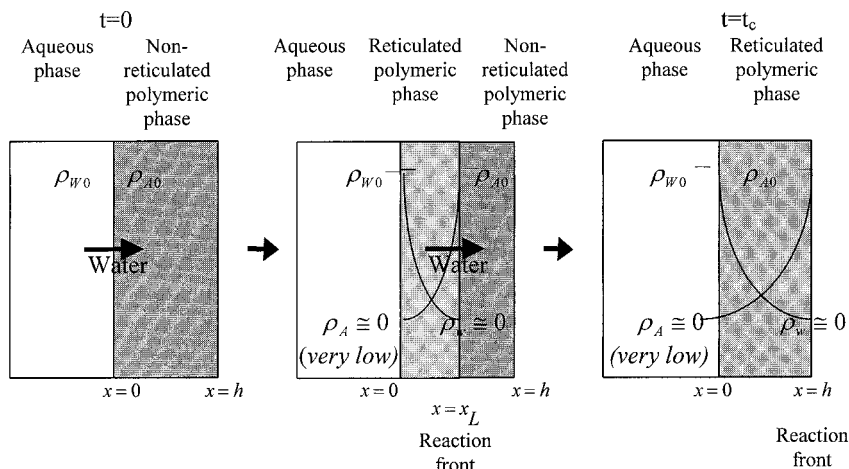 t=0
Aqueous
phase
Non-
reticulated
polymeric
phase
ρW0
ρA0
Water
x=0
x=h
Aqueous
phase
Reticulated
polymeric
phase
Non-
reticulated
polymeric
phase
ρW0
ρA0
Water
ρA ≅ 0
(very low)
ρw ≅ 0
x=0
x=h
x=xL
Reaction
front
t=tc
Aqueous
phase
Reticulated
polymeric
phase
ρW0
ρA0
ρA ≅ 0
(very low)
ρw ≅ 0
x=0
x=h
Reaction
front